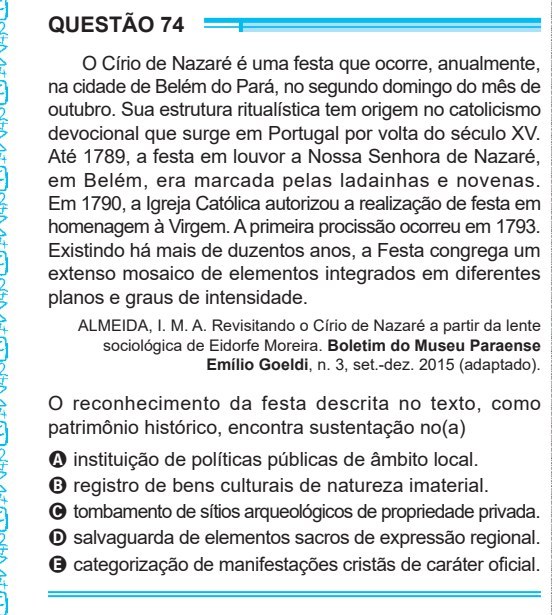 QUESTÃO 74
O Círio de Nazaré é uma festa que ocorre, anualmente,
na cidade de Belém do Pará, no segundo domingo do mês de
outubro. Sua estrutura ritualística tem origem no catolicismo
devocional que surge em Portugal por volta do século XV.
Até 1789, a festa em louvor a Nossa Senhora de Nazaré,
em Belém, era marcada pelas ladainhas e novenas.
Em 1790, a Igreja Católica autorizou a realização de festa em
homenagem à Virgem. A primeira procissão ocorreu em 1793.
Existindo há mais de duzentos anos, a Festa congrega um
extenso mosaico de elementos integrados em diferentes
planos e graus de intensidade.
ALMEIDA, I. M. A. Revisitando o Círio de Nazaré a partir da lente
sociológica de Eidorfe Moreira. Boletim do Museu Paraense
Emílio Goeldi, n. 3, set.-dez. 2015 (adaptado).
O reconhecimento da festa descrita no texto, como
patrimônio histórico, encontra sustentação no(a)
A instituição de políticas públicas de âmbito local.
B registro de bens culturais de natureza imaterial.
C tombamento de sítios arqueológicos de propriedade privada.
D salvaguarda de elementos sacros de expressão regional.
E categorização de manifestações cristãs de caráter oficial.